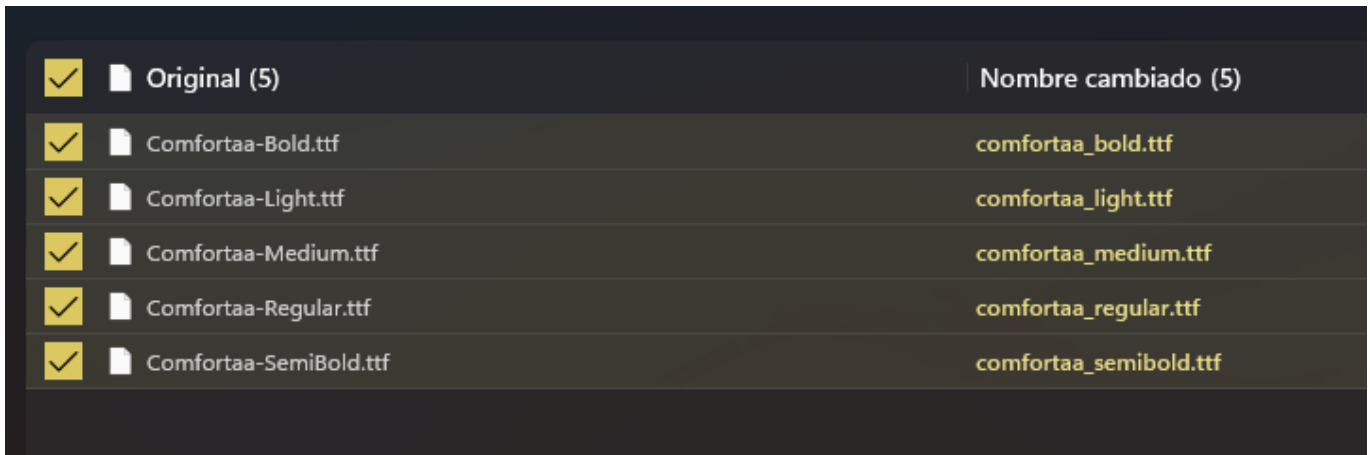 Original (5) Nombre cambiado (5)
Comfortaa-Bold.ttf comfortaa_bold.ttf
Comfortaa-Light.ttf comfortaa_light.ttf
Comfortaa-Medium.ttf comfortaa_medium.ttf
Comfortaa-Regular.ttf comfortaa_regular.ttf
Comfortaa-SemiBold.ttf comfortaa_semibold.ttf